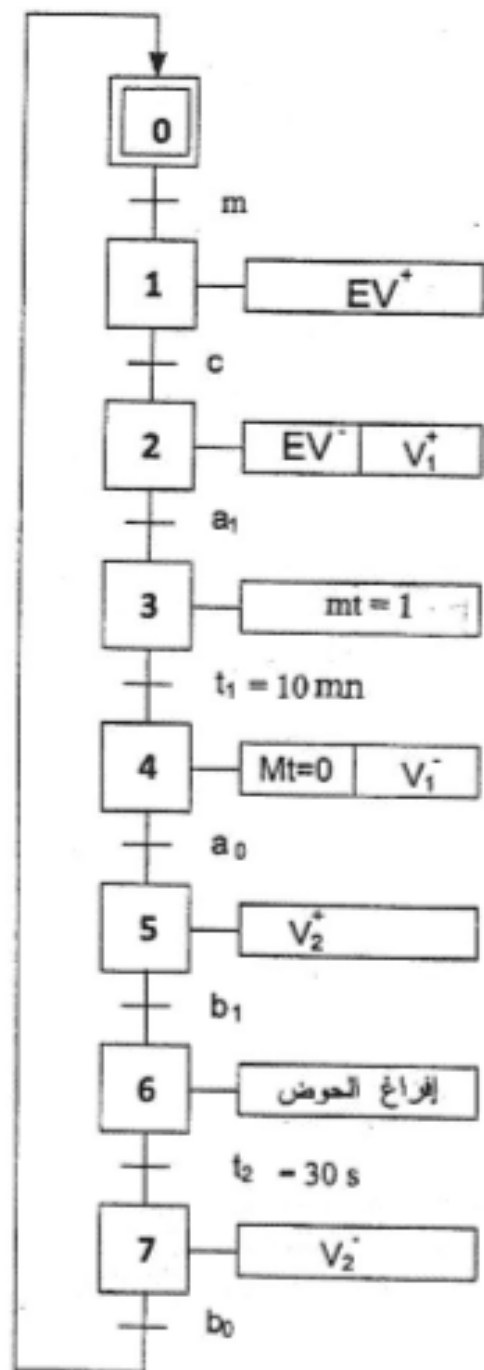 0
m
1 EV⁺
c
2 EV⁻ V₁⁺
a₁
3 mt = 1
t₁ = 10 mn
4 Mt=0 V₁⁻
a₀
5 V₂⁺
b₁
6 إفراغ الحوض
t₂ = 30 s
7 V₂⁻
b₀